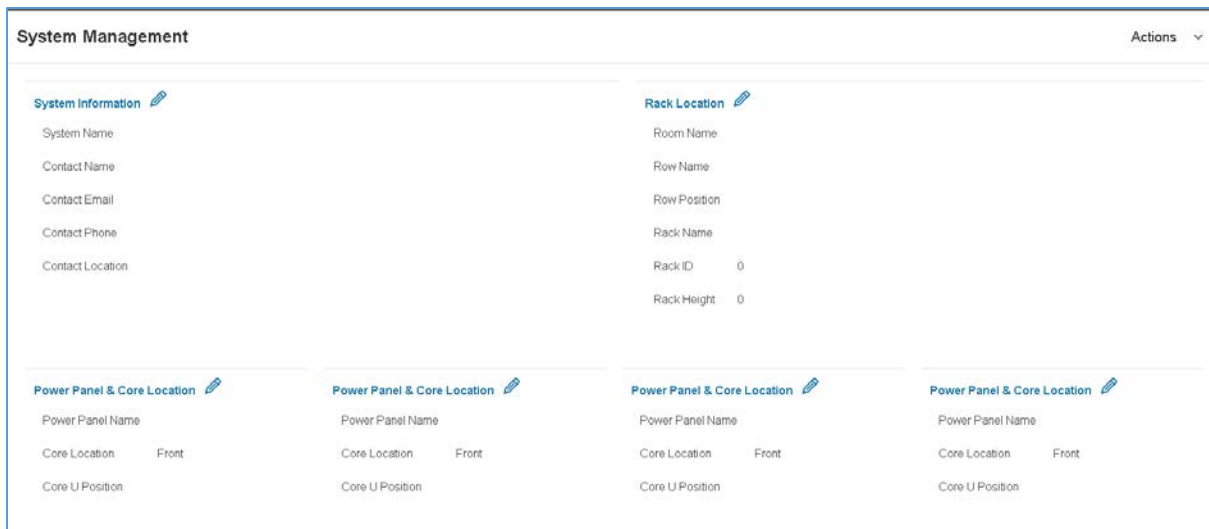 System Management
Actions
System Information
System Name
Contact Name
Contact Email
Contact Phone
Contact Location
Rack Location
Room Name
Row Name
Row Position
Rack Name
Rack ID 0
Rack Height 0
Power Panel & Core Location
Power Panel Name
Core Location Front
Core U Position
Power Panel & Core Location
Power Panel Name
Core Location Front
Core U Position
Power Panel & Core Location
Power Panel Name
Core Location Front
Core U Position
Power Panel & Core Location
Power Panel Name
Core Location Front
Core U Position